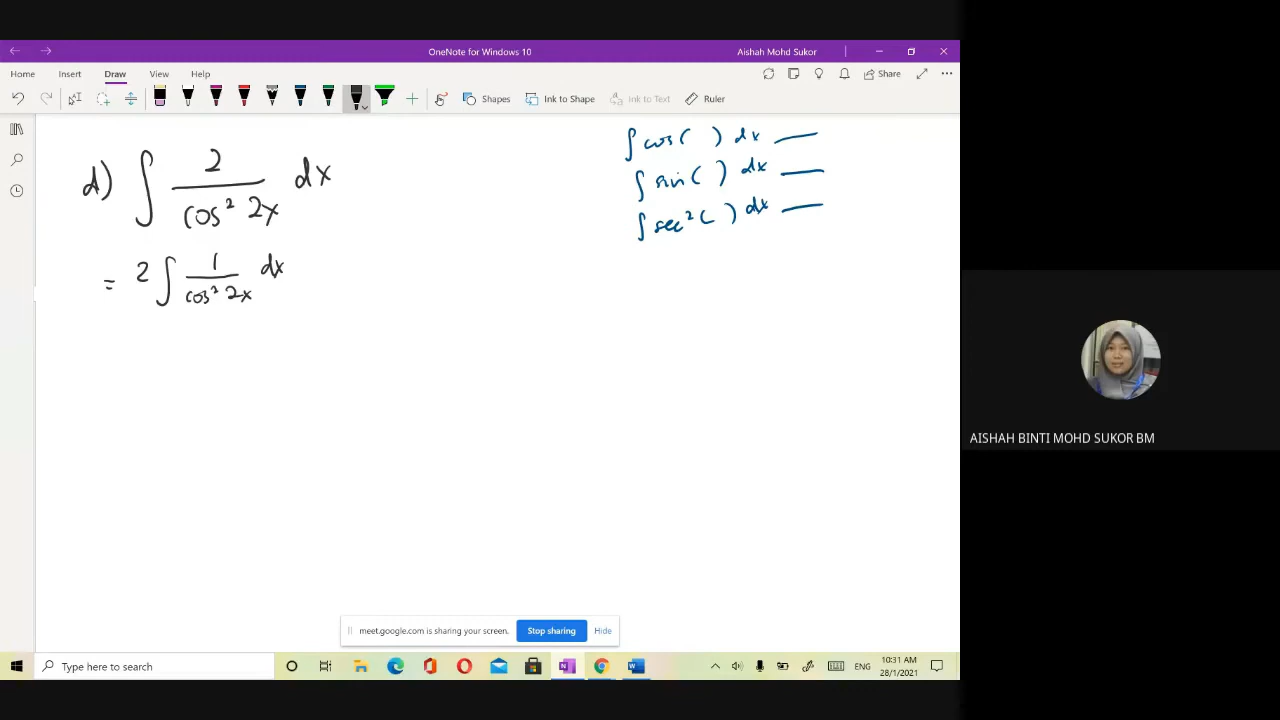 OneNote for Windows 10
Aishah Mohd Sukor
Home Insert Draw View Help
Share
Shapes Ink to Shape Ink to Text Ruler
d) ∫ 2/cos² 2x dx
= 2 ∫ 1/cos² 2x dx
∫ cos( ) dx —
∫ sin( ) dx —
∫ sec²( ) dx —
AISHAH BINTI MOHD SUKOR BM
meet.google.com is sharing your screen. Stop sharing Hide
Type here to search
ENG
10:31 AM
28/1/2021